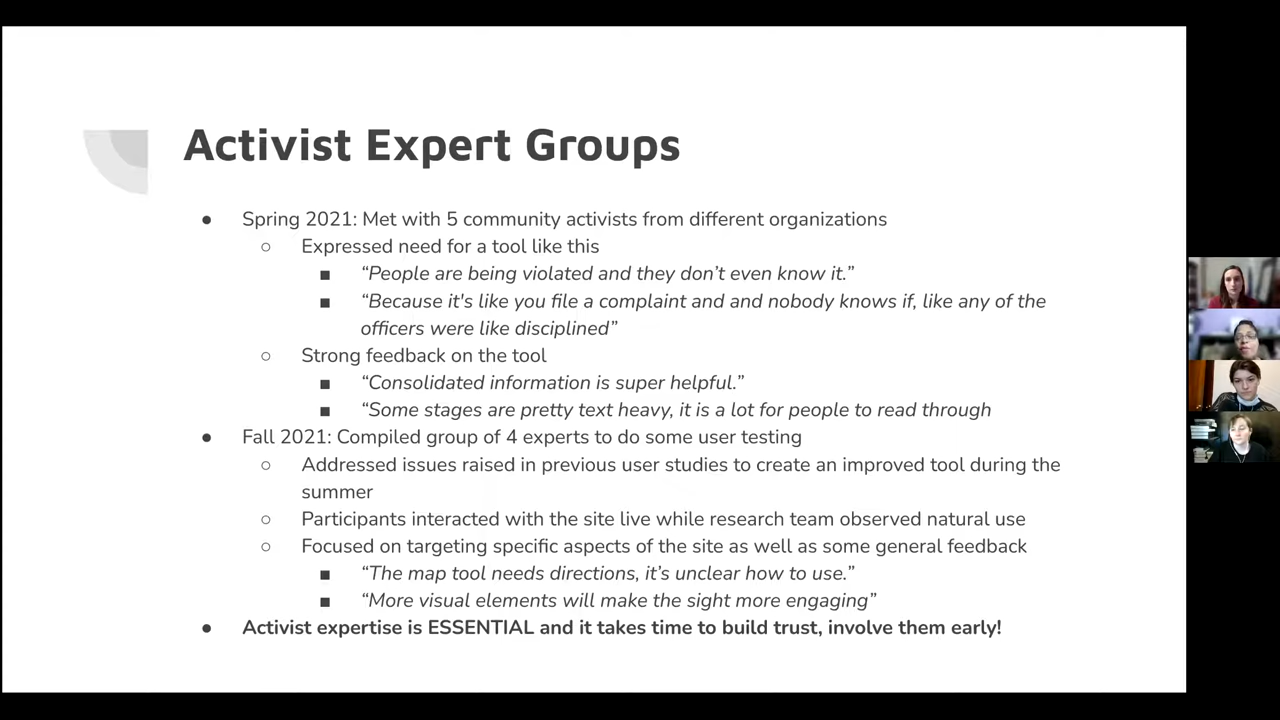 Activist Expert Groups
● Spring 2021: Met with 5 community activists from different organizations
○ Expressed need for a tool like this
■ “People are being violated and they don’t even know it.”
■ “Because it's like you file a complaint and and nobody knows if, like any of the
officers were like disciplined”
○ Strong feedback on the tool
■ “Consolidated information is super helpful.”
■ “Some stages are pretty text heavy, it is a lot for people to read through
● Fall 2021: Compiled group of 4 experts to do some user testing
○ Addressed issues raised in previous user studies to create an improved tool during the
summer
○ Participants interacted with the site live while research team observed natural use
○ Focused on targeting specific aspects of the site as well as some general feedback
■ “The map tool needs directions, it’s unclear how to use.”
■ “More visual elements will make the sight more engaging”
● Activist expertise is ESSENTIAL and it takes time to build trust, involve them early!